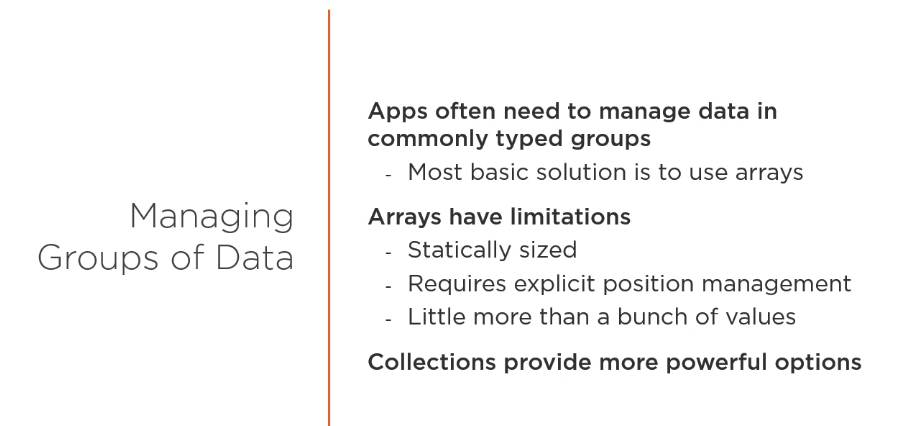 Managing
Groups of Data
Apps often need to manage data in
commonly typed groups
- Most basic solution is to use arrays
Arrays have limitations
- Statically sized
- Requires explicit position management
- Little more than a bunch of values
Collections provide more powerful options